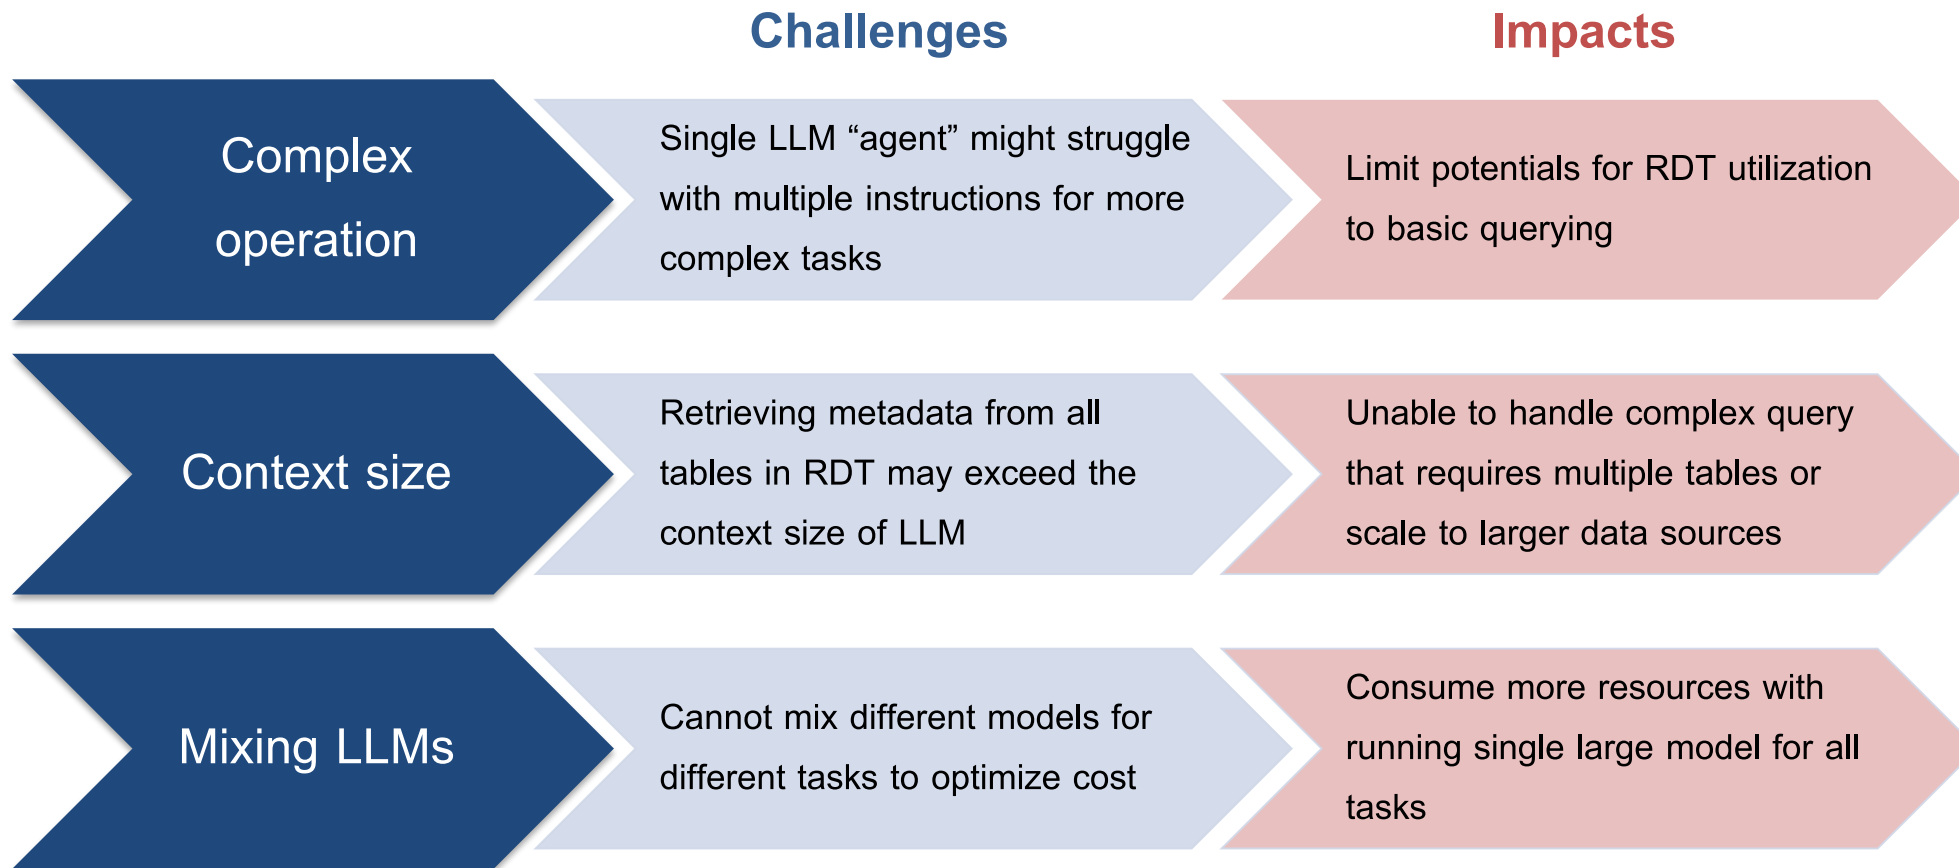 Challenges
Impacts
Complex
operation
Single LLM “agent” might struggle
with multiple instructions for more
complex tasks
Limit potentials for RDT utilization
to basic querying
Context size
Retrieving metadata from all
tables in RDT may exceed the
context size of LLM
Unable to handle complex query
that requires multiple tables or
scale to larger data sources
Mixing LLMs
Cannot mix different models for
different tasks to optimize cost
Consume more resources with
running single large model for all
tasks